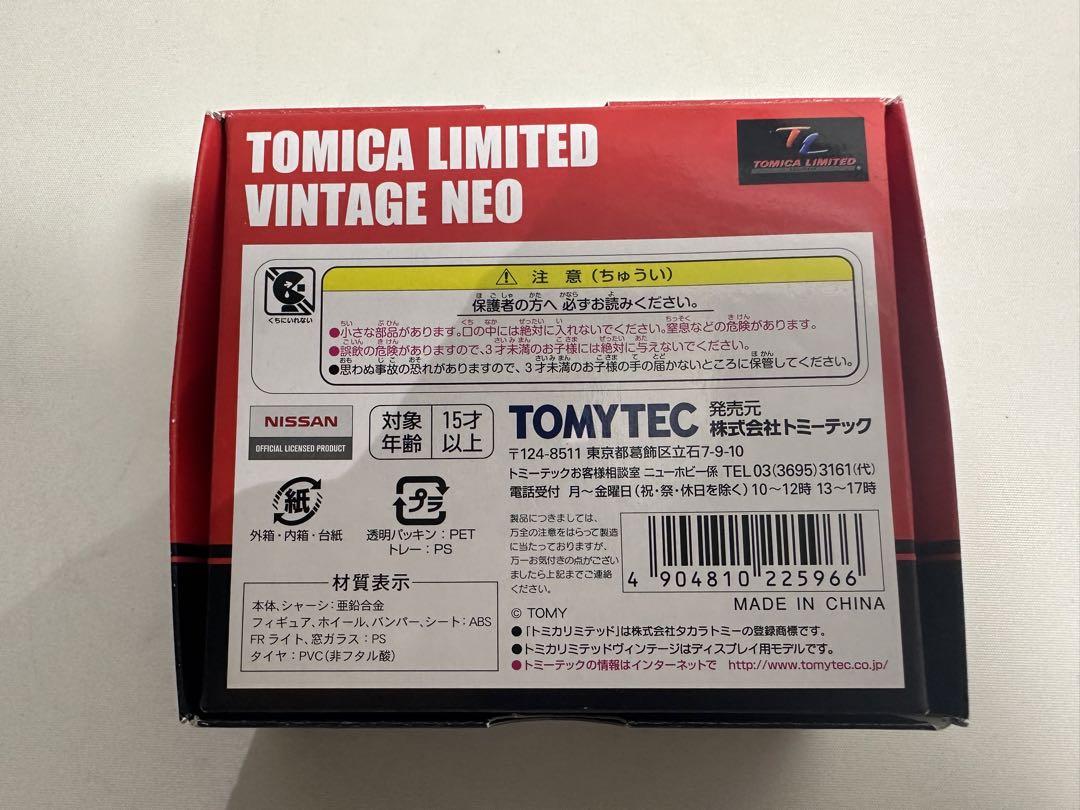 TOMICA LIMITED
VINTAGE NEO
TL
TOMICA LIMITED
くちにいれない
⚠ 注意(ちゅうい)
保護者の方へ 必ずお読みください。
●小さな部品があります。口の中には絶対に入れないでください。窒息などの危険があります。
●誤飲の危険がありますので、3才未満のお子様には絶対に与えないでください。
●思わぬ事故の恐れがありますので、3才未満のお子様の手の届かないところに保管してください。
NISSAN
OFFICIAL LICENSED PRODUCT
対象年齢 15才以上
TOMYTEC 発売元 株式会社トミーテック
〒124-8511 東京都葛飾区立石7-9-10
トミーテックお客様相談室 ニューホビー係 TEL 03(3695)3161(代)
電話受付 月〜金曜日(祝・祭・休日を除く)10〜12時 13〜17時
紙
外箱・内箱・台紙
プラ
透明パッキン:PET
トレー:PS
製品につきましては、
万全の注意をはらって製造
に当たっておりますが、
万一お気付きの点がござい
ましたら上記までご連絡
ください。
4 904810 225966
MADE IN CHINA
材質表示
本体、シャーシ:亜鉛合金
フィギュア、ホイール、バンパー、シート:ABS
FRライト、窓ガラス:PS
タイヤ:PVC(非フタル酸)
© TOMY
●「トミカリミテッド」は株式会社タカラトミーの登録商標です。
●トミカリミテッドヴィンテージはディスプレイ用モデルです。
●トミーテックの情報はインターネットで http://www.tomytec.co.jp/